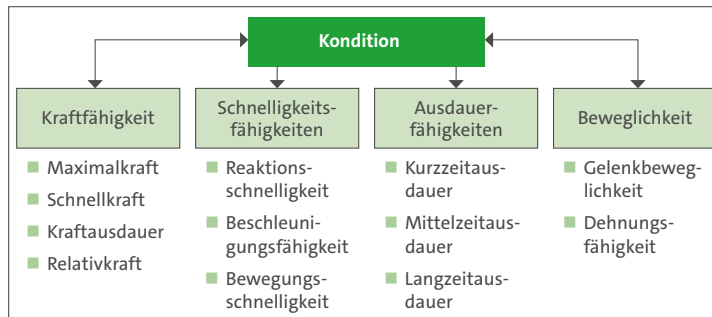 Kondition
Kraftfähigkeit
Maximalkraft
Schnellkraft
Kraftausdauer
Relativkraft
Schnelligkeits-
fähigkeiten
Reaktions-
schnelligkeit
Beschleuni-
gungsfähigkeit
Bewegungs-
schnelligkeit
Ausdauer-
fähigkeiten
Kurzzeitaus-
dauer
Mittelzeitaus-
dauer
Langzeitaus-
dauer
Beweglichkeit
Gelenkbeweg-
lichkeit
Dehnungs-
fähigkeit